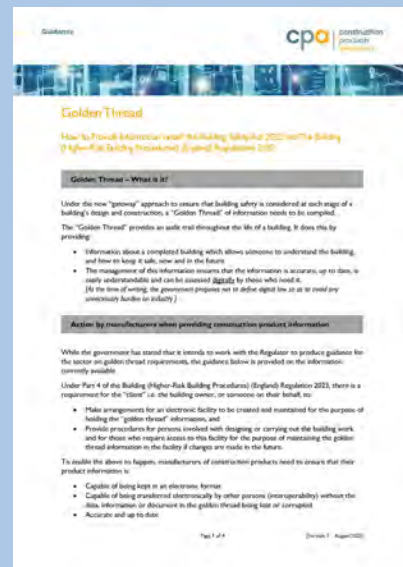 Guidance
cpa construction
products
association
Golden Thread
How to Provide Information under the Building Safety Act 2022 and The Building
(Higher-Risk Building Procedures) (England) Regulations 2023
Golden Thread – What is it?
Under the new "gateway" approach to ensure that building safety is considered at each stage of a
building's design and construction, a "Golden Thread" of information needs to be compiled.
The "Golden Thread" provides an audit trail throughout the life of a building. It does this by
providing:
• Information about a completed building which allows someone to understand the building,
and how to keep it safe, now and in the future
• The management of this information ensures that the information is accurate, up to date, is
easily understandable and can be accessed digitally by those who need it.
[At the time of writing, the government proposes not to define digital law so as to avoid any
unnecessary burden on industry.]
Action by manufacturers when providing construction product information
While the government has stated that it intends to work with the Regulator to produce guidance for
the sector on golden thread requirements, the guidance below is provided on the information
currently available.
Under Part 4 of the Building (Higher-Risk Building Procedures) (England) Regulation 2023, there is a
requirement for the "client" i.e. the building owner, or someone on their behalf, to:
• Make arrangements for an electronic facility to be created and maintained for the purpose of
holding the "golden thread" information, and
• Provide procedures for persons involved with designing or carrying out the building work
and for those who require access to this facility for the purpose of maintaining the golden
thread information in the facility if changes are made in the future.
To enable the above to happen, manufacturers of construction products need to ensure that their
product information is:
• Capable of being kept in an electronic format
• Capable of being transferred electronically by other persons (interoperability) without the
data, information or document in the golden thread being lost or corrupted
• Accurate and up to date
Page 1 of 4
[Version 1 August 2023]